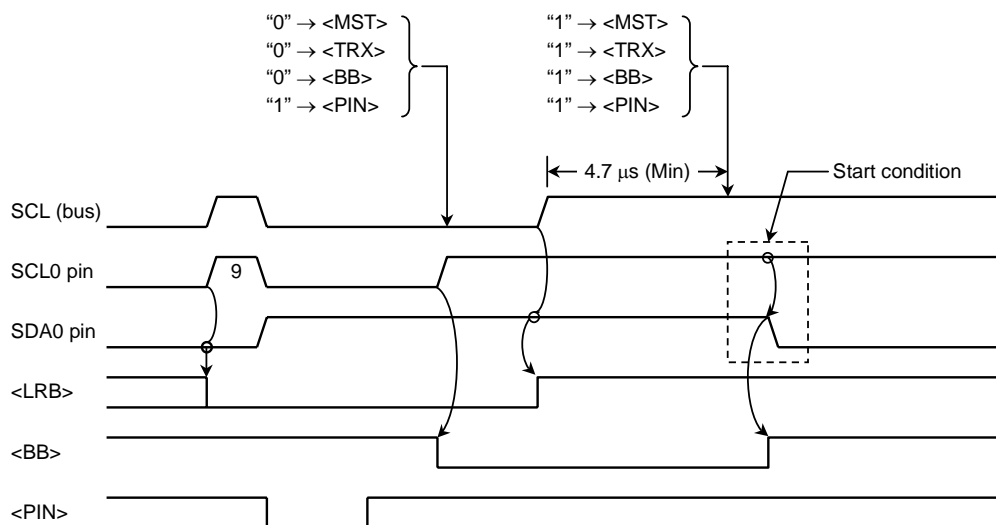 “0” → <MST>
“0” → <TRX>
“0” → <BB>
“1” → <PIN>
“1” → <MST>
“1” → <TRX>
“1” → <BB>
“1” → <PIN>
4.7 μs (Min)
Start condition
SCL (bus)
SCL0 pin
9
SDA0 pin
<LRB>
<BB>
<PIN>